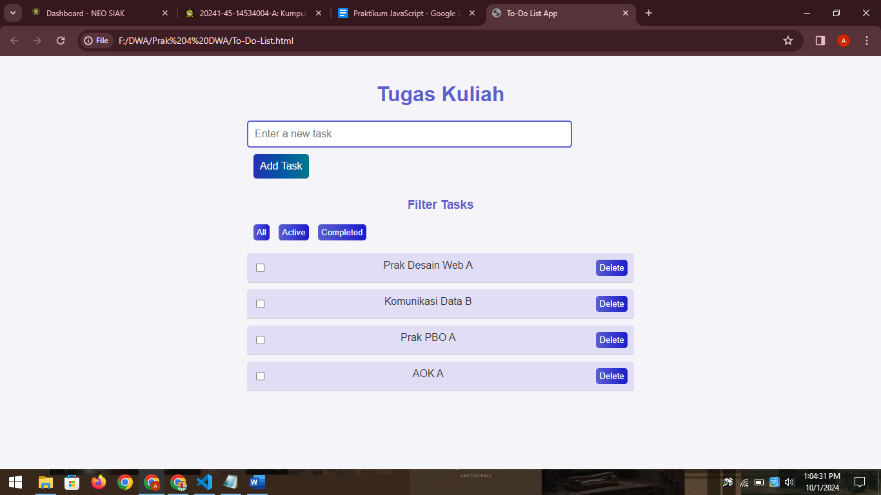 Dashboard - NEO SIAK
20241-45-14534004-A: Kumpu
Praktikum JavaScript - Google
To-Do List App
File
F:/DWA/Prak%204%20DWA/To-Do-List.html
A
Tugas Kuliah
Enter a new task
Add Task
Filter Tasks
All
Active
Completed
Prak Desain Web A
Delete
Komunikasi Data B
Delete
Prak PBO A
Delete
AOK A
Delete
1:04:31 PM
10/1/2024